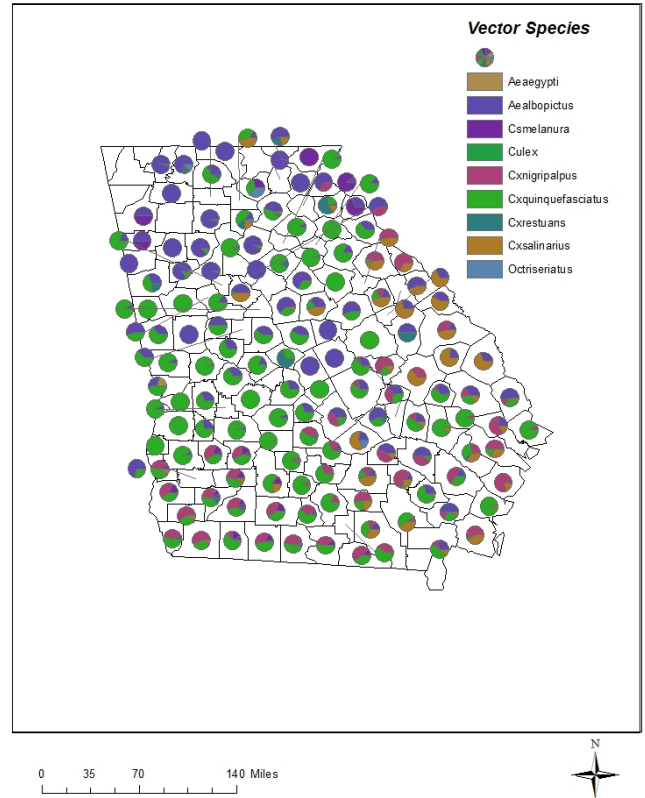 Vector Species
Aeaegypti
Aealbopictus
Csmelanura
Culex
Cxnigripalpus
Cxquinquefasciatus
Cxrestuans
Cxsalinarius
Octriseriatus
N
0 35 70 140 Miles